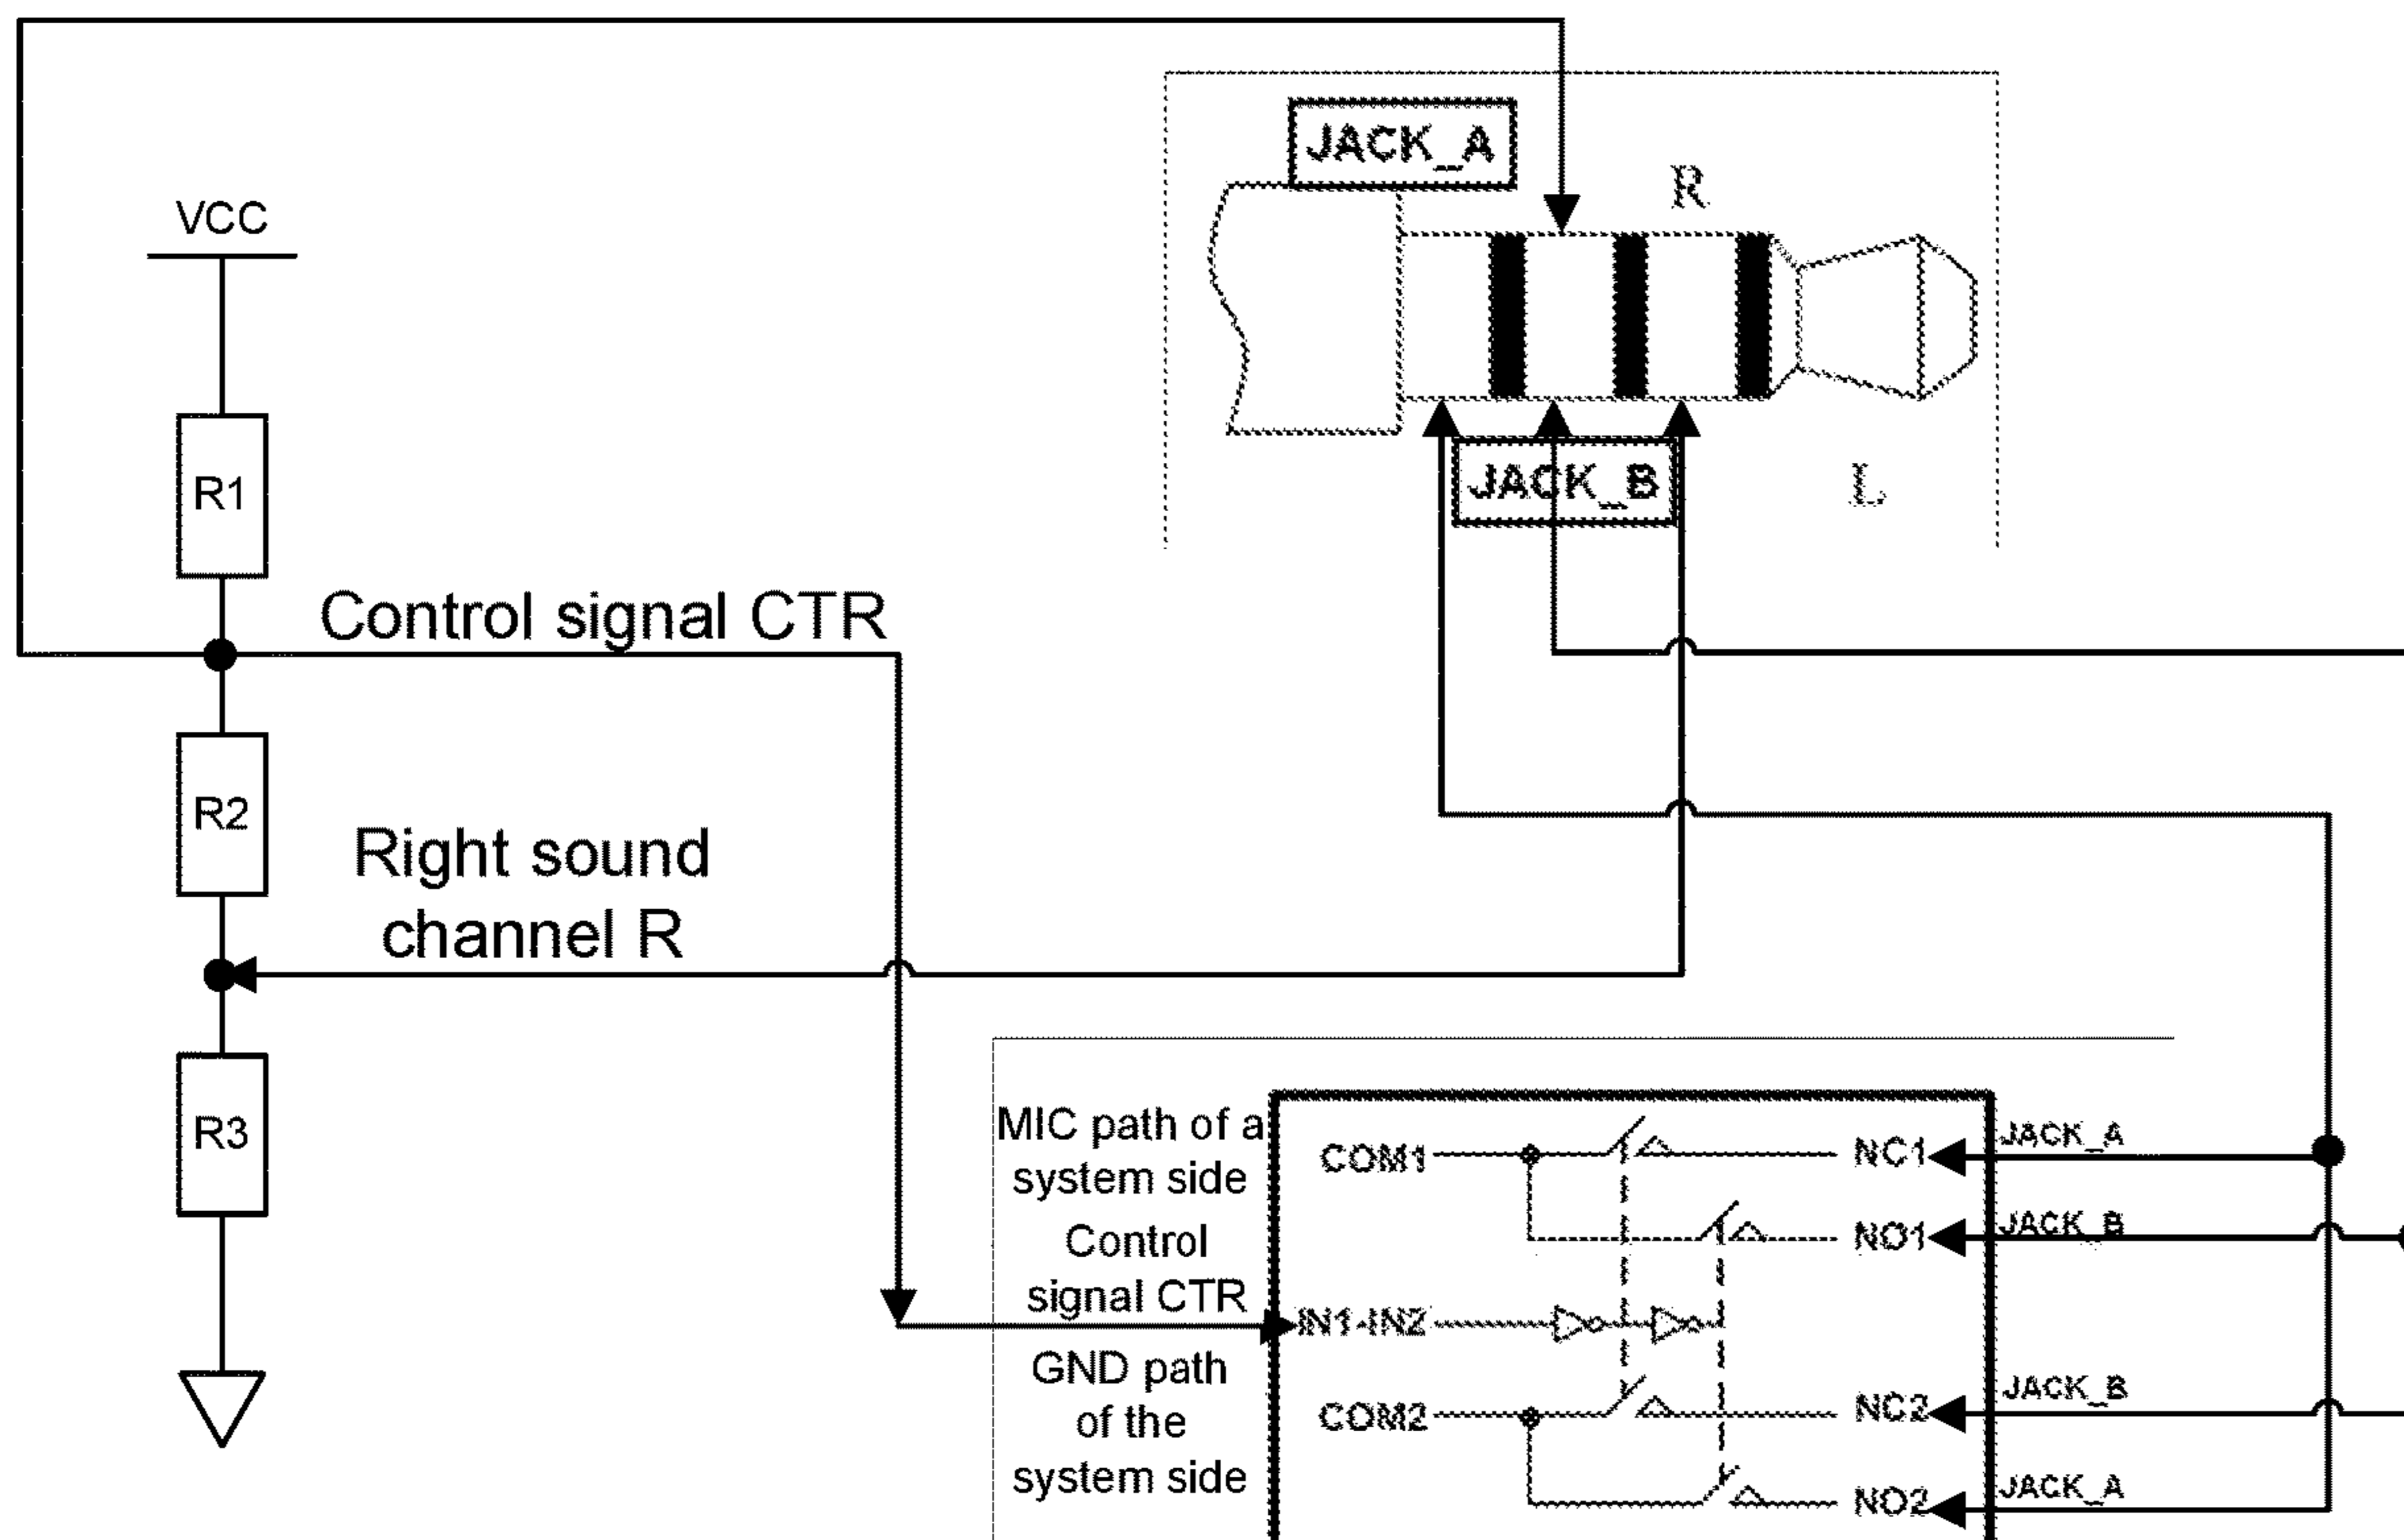 JACK_A
R
VCC
JACK_B
L
R1
Control signal CTR
R2
Right sound
channel R
R3
MIC path of a
system side
COM1
NC1
JACK_A
NO1
JACK_B
Control
signal CTR
IN1-IN2
GND path
of the
system side
COM2
NC2
JACK_B
NO2
JACK_A